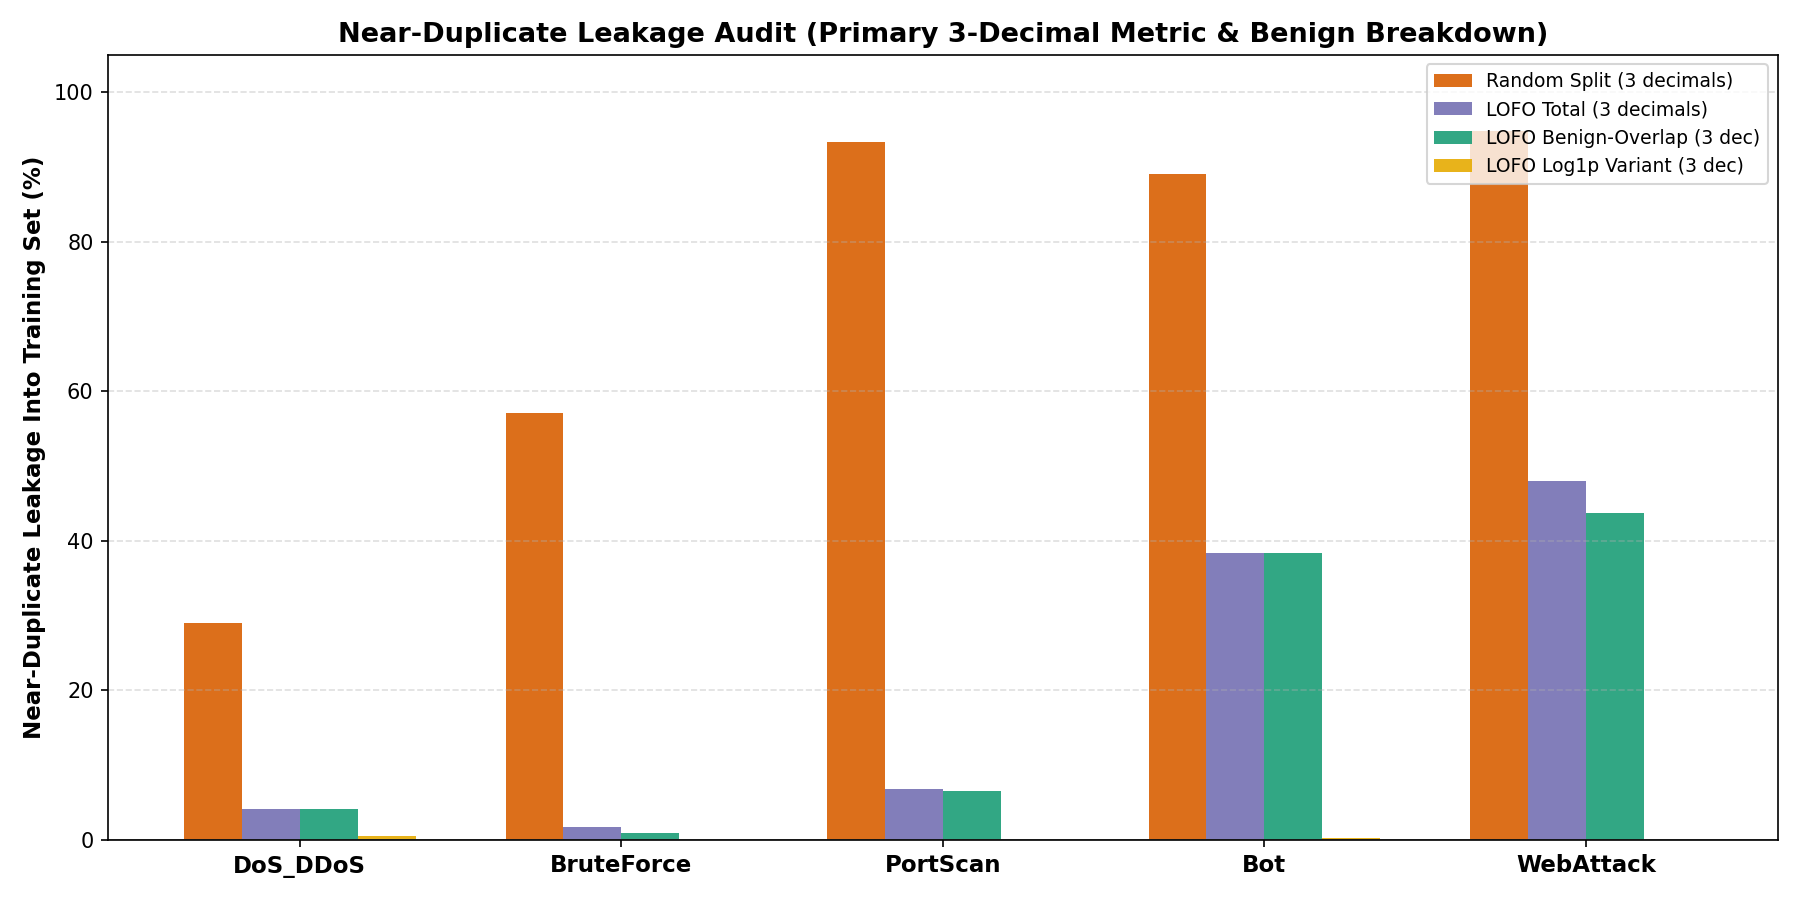 Near-Duplicate Leakage Audit (Primary 3-Decimal Metric & Benign Breakdown)
Near-Duplicate Leakage Into Training Set (%)
100
80
60
40
20
0
Random Split (3 decimals)
LOFO Total (3 decimals)
LOFO Benign-Overlap (3 dec)
LOFO Log1p Variant (3 dec)
DoS_DDoS
BruteForce
PortScan
Bot
WebAttack